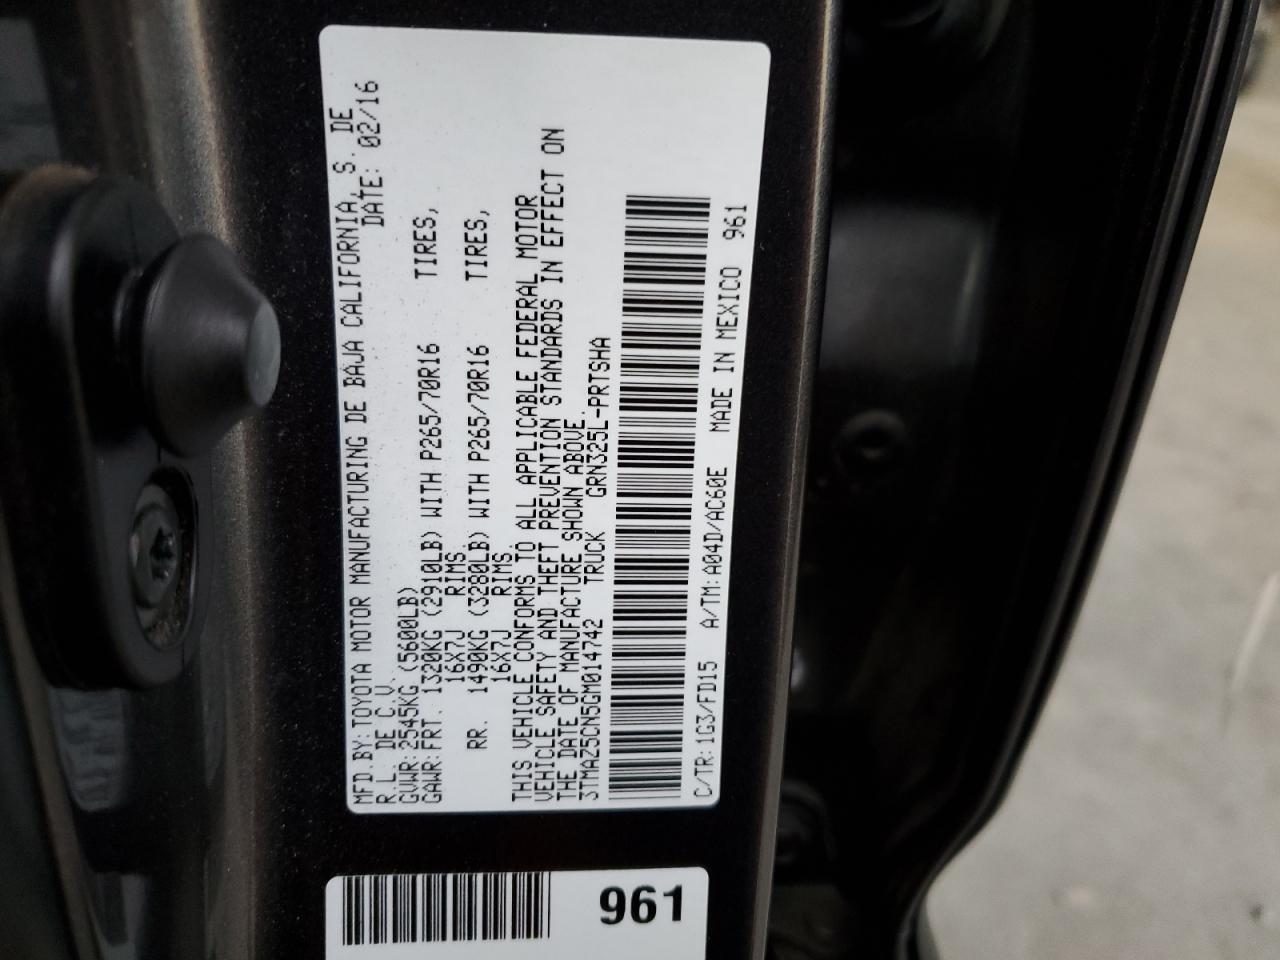 MFD.BY:TOYOTA MOTOR MANUFACTURING DE BAJA CALIFORNIA, S. DE
R.L. DE C.V. DATE: 02/16
GVWR:2545KG (5600LB)
GAWR:FRT. 1320KG (2910LB) WITH P265/70R16 TIRES,
16X7J RIMS.
RR. 1490KG (3280LB) WITH P265/70R16 TIRES,
16X7J RIMS
THIS VEHICLE CONFORMS TO ALL APPLICABLE FEDERAL MOTOR
VEHICLE SAFETY AND THEFT PREVENTION STANDARDS IN EFFECT ON
THE DATE OF MANUFACTURE SHOWN ABOVE.
3TMAZ5CN5GM014742 TRUCK GRN325L-PRTSHA
C/TR:1G3/FD15 A/TM:A04D/AC60E MADE IN MEXICO 961
961